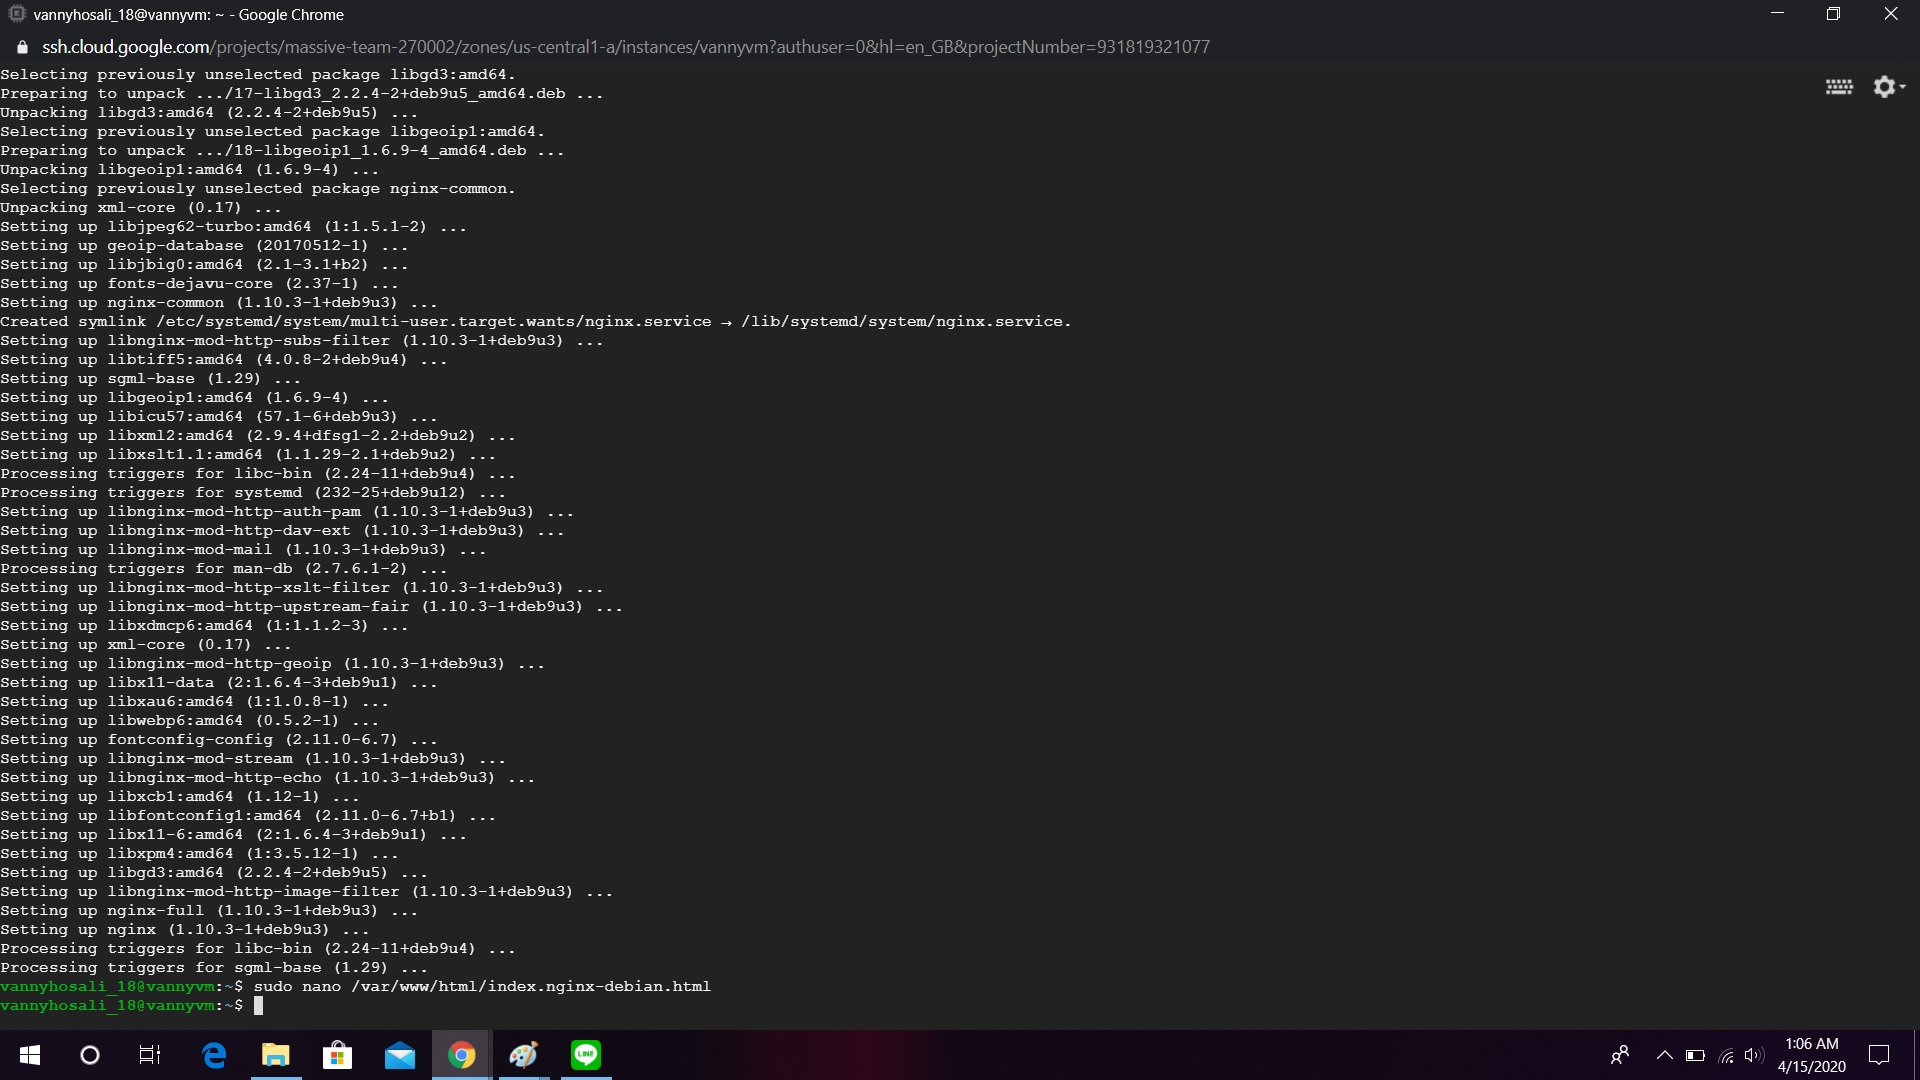 vannyhosali_18@vannyvm: ~ - Google Chrome
ssh.cloud.google.com/projects/massive-team-270002/zones/us-central1-a/instances/vannyvm?authuser=0&hl=en_GB&projectNumber=931819321077
Selecting previously unselected package libgd3:amd64.
Preparing to unpack .../17-libgd3_2.2.4-2+deb9u5_amd64.deb ...
Unpacking libgd3:amd64 (2.2.4-2+deb9u5) ...
Selecting previously unselected package libgeoip1:amd64.
Preparing to unpack .../18-libgeoip1_1.6.9-4_amd64.deb ...
Unpacking libgeoip1:amd64 (1.6.9-4) ...
Selecting previously unselected package nginx-common.
Unpacking xml-core (0.17) ...
Setting up libjpeg62-turbo:amd64 (1:1.5.1-2) ...
Setting up geoip-database (20170512-1) ...
Setting up libjbig0:amd64 (2.1-3.1+b2) ...
Setting up fonts-dejavu-core (2.37-1) ...
Setting up nginx-common (1.10.3-1+deb9u3) ...
Created symlink /etc/systemd/system/multi-user.target.wants/nginx.service → /lib/systemd/system/nginx.service.
Setting up libnginx-mod-http-subs-filter (1.10.3-1+deb9u3) ...
Setting up libtiff5:amd64 (4.0.8-2+deb9u4) ...
Setting up sgml-base (1.29) ...
Setting up libgeoip1:amd64 (1.6.9-4) ...
Setting up libicu57:amd64 (57.1-6+deb9u3) ...
Setting up libxml2:amd64 (2.9.4+dfsg1-2.2+deb9u2) ...
Setting up libxslt1.1:amd64 (1.1.29-2.1+deb9u2) ...
Processing triggers for libc-bin (2.24-11+deb9u4) ...
Processing triggers for systemd (232-25+deb9u12) ...
Setting up libnginx-mod-http-auth-pam (1.10.3-1+deb9u3) ...
Setting up libnginx-mod-http-dav-ext (1.10.3-1+deb9u3) ...
Setting up libnginx-mod-mail (1.10.3-1+deb9u3) ...
Processing triggers for man-db (2.7.6.1-2) ...
Setting up libnginx-mod-http-xslt-filter (1.10.3-1+deb9u3) ...
Setting up libnginx-mod-http-upstream-fair (1.10.3-1+deb9u3) ...
Setting up libxdmcp6:amd64 (1:1.1.2-3) ...
Setting up xml-core (0.17) ...
Setting up libnginx-mod-http-geoip (1.10.3-1+deb9u3) ...
Setting up libx11-data (2:1.6.4-3+deb9u1) ...
Setting up libxau6:amd64 (1:1.0.8-1) ...
Setting up libwebp6:amd64 (0.5.2-1) ...
Setting up fontconfig-config (2.11.0-6.7) ...
Setting up libnginx-mod-stream (1.10.3-1+deb9u3) ...
Setting up libnginx-mod-http-echo (1.10.3-1+deb9u3) ...
Setting up libxcb1:amd64 (1.12-1) ...
Setting up libfontconfig1:amd64 (2.11.0-6.7+b1) ...
Setting up libx11-6:amd64 (2:1.6.4-3+deb9u1) ...
Setting up libxpm4:amd64 (1:3.5.12-1) ...
Setting up libgd3:amd64 (2.2.4-2+deb9u5) ...
Setting up libnginx-mod-http-image-filter (1.10.3-1+deb9u3) ...
Setting up nginx-full (1.10.3-1+deb9u3) ...
Setting up nginx (1.10.3-1+deb9u3) ...
Processing triggers for libc-bin (2.24-11+deb9u4) ...
Processing triggers for sgml-base (1.29) ...
vannyhosali_18@vannyvm:~$ sudo nano /var/www/html/index.nginx-debian.html
vannyhosali_18@vannyvm:~$
LINE
1:06 AM
4/15/2020